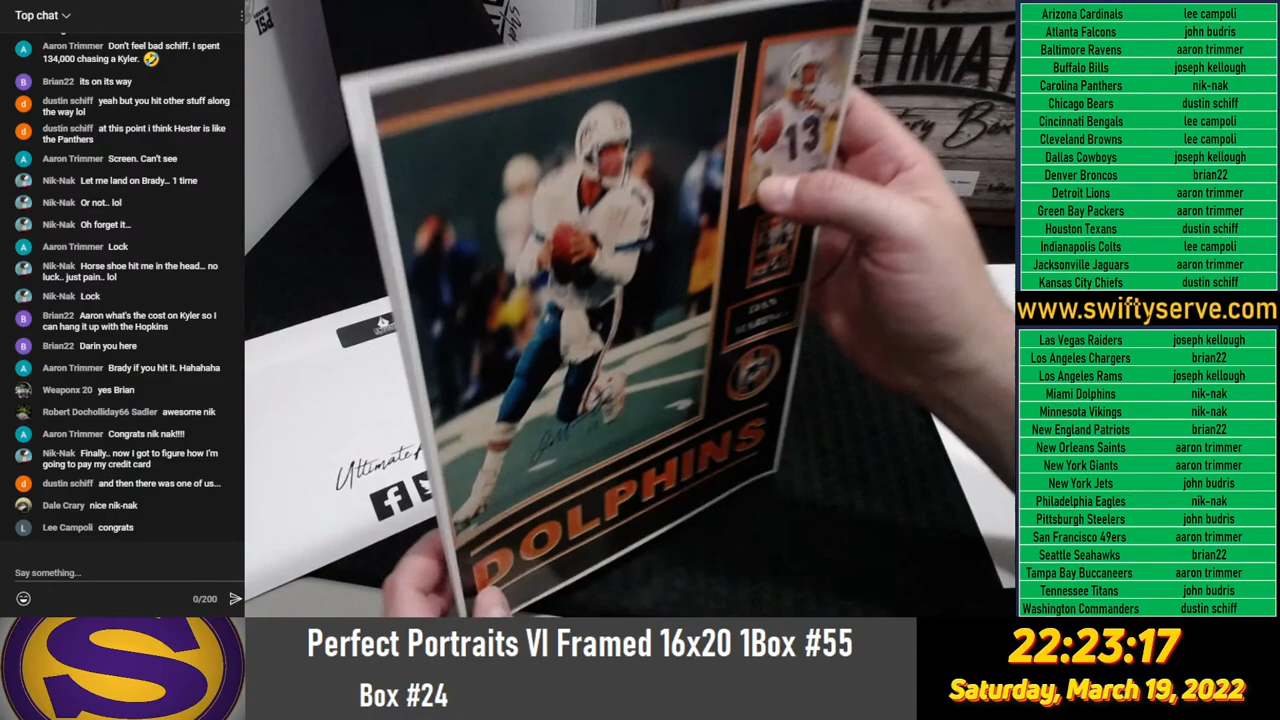 Top chat
Aaron Trimmer Don't feel bad schiff. I spent
134,000 chasing a Kyler. 🤣
Brian22 its on its way
dustin schiff yeah but you hit other stuff along
the way lol
dustin schiff at this point i think Hester is like
the Panthers
Aaron Trimmer Screen. Can't see
Nik-Nak Let me land on Brady... 1 time
Nik-Nak Or not.. lol
Nik-Nak Oh forget it...
Aaron Trimmer Lock
Nik-Nak Horse shoe hit me in the head... no
luck.. just pain.. lol
Nik-Nak Lock
Brian22 Aaron what's the cost on Kyler so I
can hang it up with the Hopkins
Brian22 Darin you here
Aaron Trimmer Brady if you hit it. Hahahaha
Weaponx 20 yes Brian
Robert Docholliday66 Sadler awesome nik
Aaron Trimmer Congrats nik nak!!!!
Nik-Nak Finally.. now I got to figure how I'm
going to pay my credit card
dustin schiff and then there was one of us...
Dale Crary nice nik-nak
Lee Campoli congrats
Say something...
0/200
13
DOLPHINS
Ultimate
Arizona Cardinals lee campoli
Atlanta Falcons john budris
Baltimore Ravens aaron trimmer
Buffalo Bills joseph kellough
Carolina Panthers nik-nak
Chicago Bears dustin schiff
Cincinnati Bengals lee campoli
Cleveland Browns lee campoli
Dallas Cowboys joseph kellough
Denver Broncos brian22
Detroit Lions aaron trimmer
Green Bay Packers aaron trimmer
Houston Texans dustin schiff
Indianapolis Colts lee campoli
Jacksonville Jaguars aaron trimmer
Kansas City Chiefs dustin schiff
www.swiftyserve.com
Las Vegas Raiders joseph kellough
Los Angeles Chargers brian22
Los Angeles Rams joseph kellough
Miami Dolphins nik-nak
Minnesota Vikings nik-nak
New England Patriots brian22
New Orleans Saints aaron trimmer
New York Giants aaron trimmer
New York Jets john budris
Philadelphia Eagles nik-nak
Pittsburgh Steelers john budris
San Francisco 49ers aaron trimmer
Seattle Seahawks brian22
Tampa Bay Buccaneers aaron trimmer
Tennessee Titans john budris
Washington Commanders dustin schiff
Perfect Portraits VI Framed 16x20 1Box #55
Box #24
22:23:17
Saturday, March 19, 2022